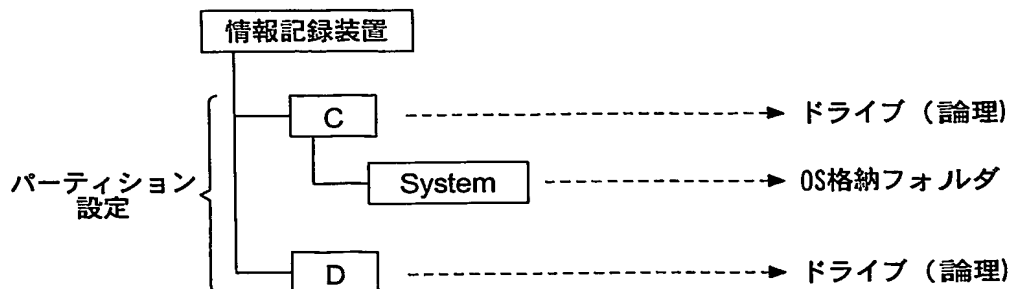 情報記録装置
C
ドライブ (論理)
パーティション
設定
System
OS格納フォルダ
D
ドライブ (論理)